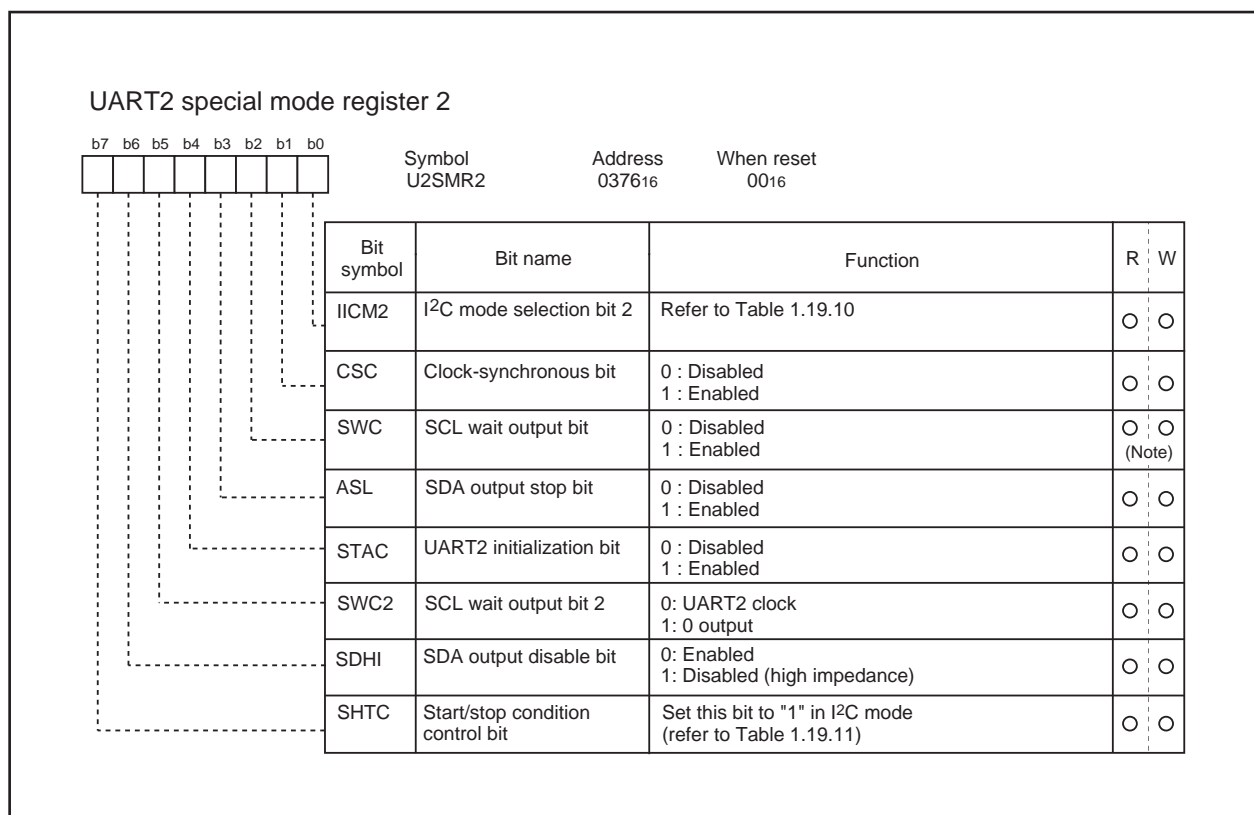 UART2 special mode register 2
b7 b6 b5 b4 b3 b2 b1 b0
Symbol Address When reset
U2SMR2 037616 0016
Bit symbol Bit name Function R W
IICM2 I2C mode selection bit 2 Refer to Table 1.19.10
CSC Clock-synchronous bit 0 : Disabled
1 : Enabled
SWC SCL wait output bit 0 : Disabled
1 : Enabled
(Note)
ASL SDA output stop bit 0 : Disabled
1 : Enabled
STAC UART2 initialization bit 0 : Disabled
1 : Enabled
SWC2 SCL wait output bit 2 0: UART2 clock
1: 0 output
SDHI SDA output disable bit 0: Enabled
1: Disabled (high impedance)
SHTC Start/stop condition control bit Set this bit to "1" in I2C mode
(refer to Table 1.19.11)